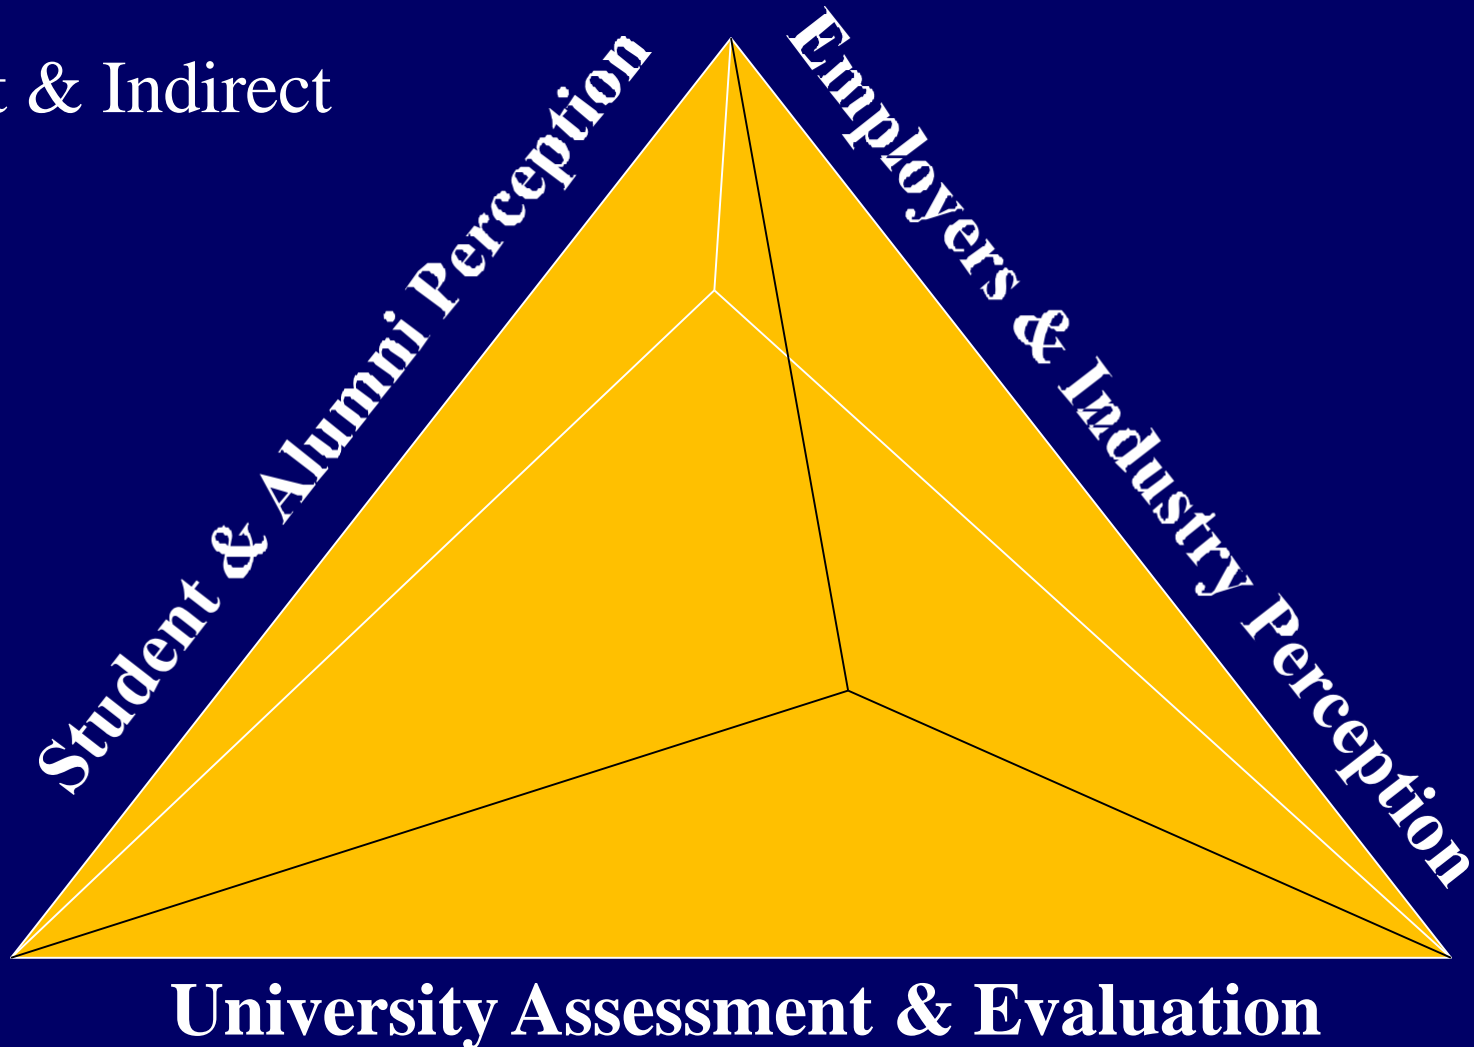 & Indirect
Student & Alumni Perception
Employers & Industry Perception
University Assessment & Evaluation